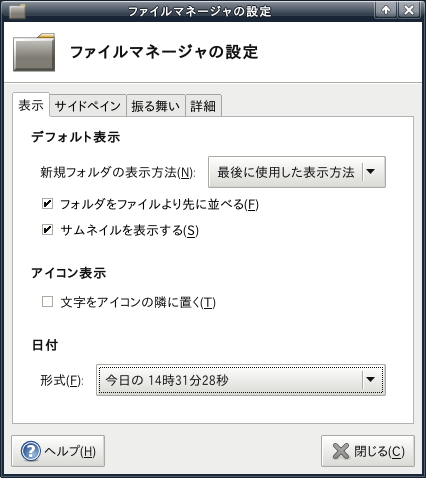 ファイルマネージャの設定
ファイルマネージャの設定
表示 サイドペイン 振る舞い 詳細
デフォルト表示
新規フォルダの表示方法(N): 最後に使用した表示方法
フォルダをファイルより先に並べる(F)
サムネイルを表示する(S)
アイコン表示
文字をアイコンの隣に置く(T)
日付
形式(F): 今日の 14時31分28秒
ヘルプ(H) 閉じる(C)